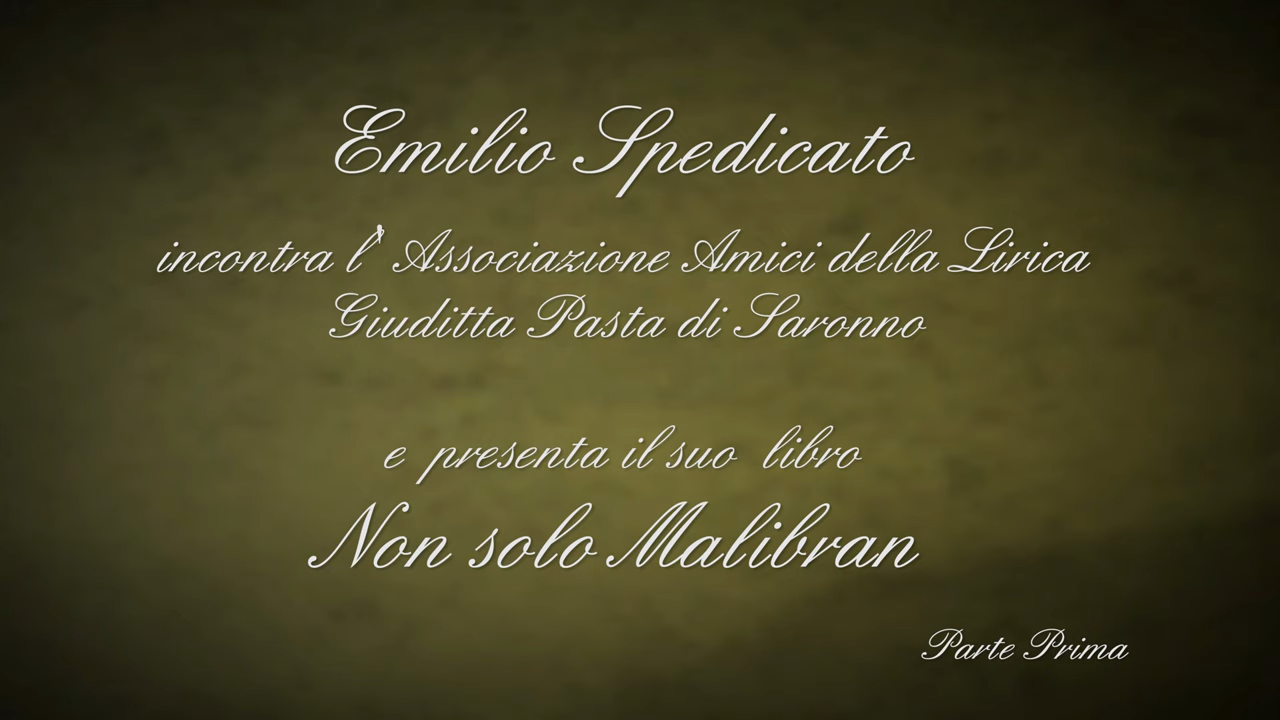 Emilio Spedicato
incontra l'Associazione Amici della Lirica
Giuditta Pasta di Saronno
e presenta il suo libro
Non solo Malibran
Parte Prima